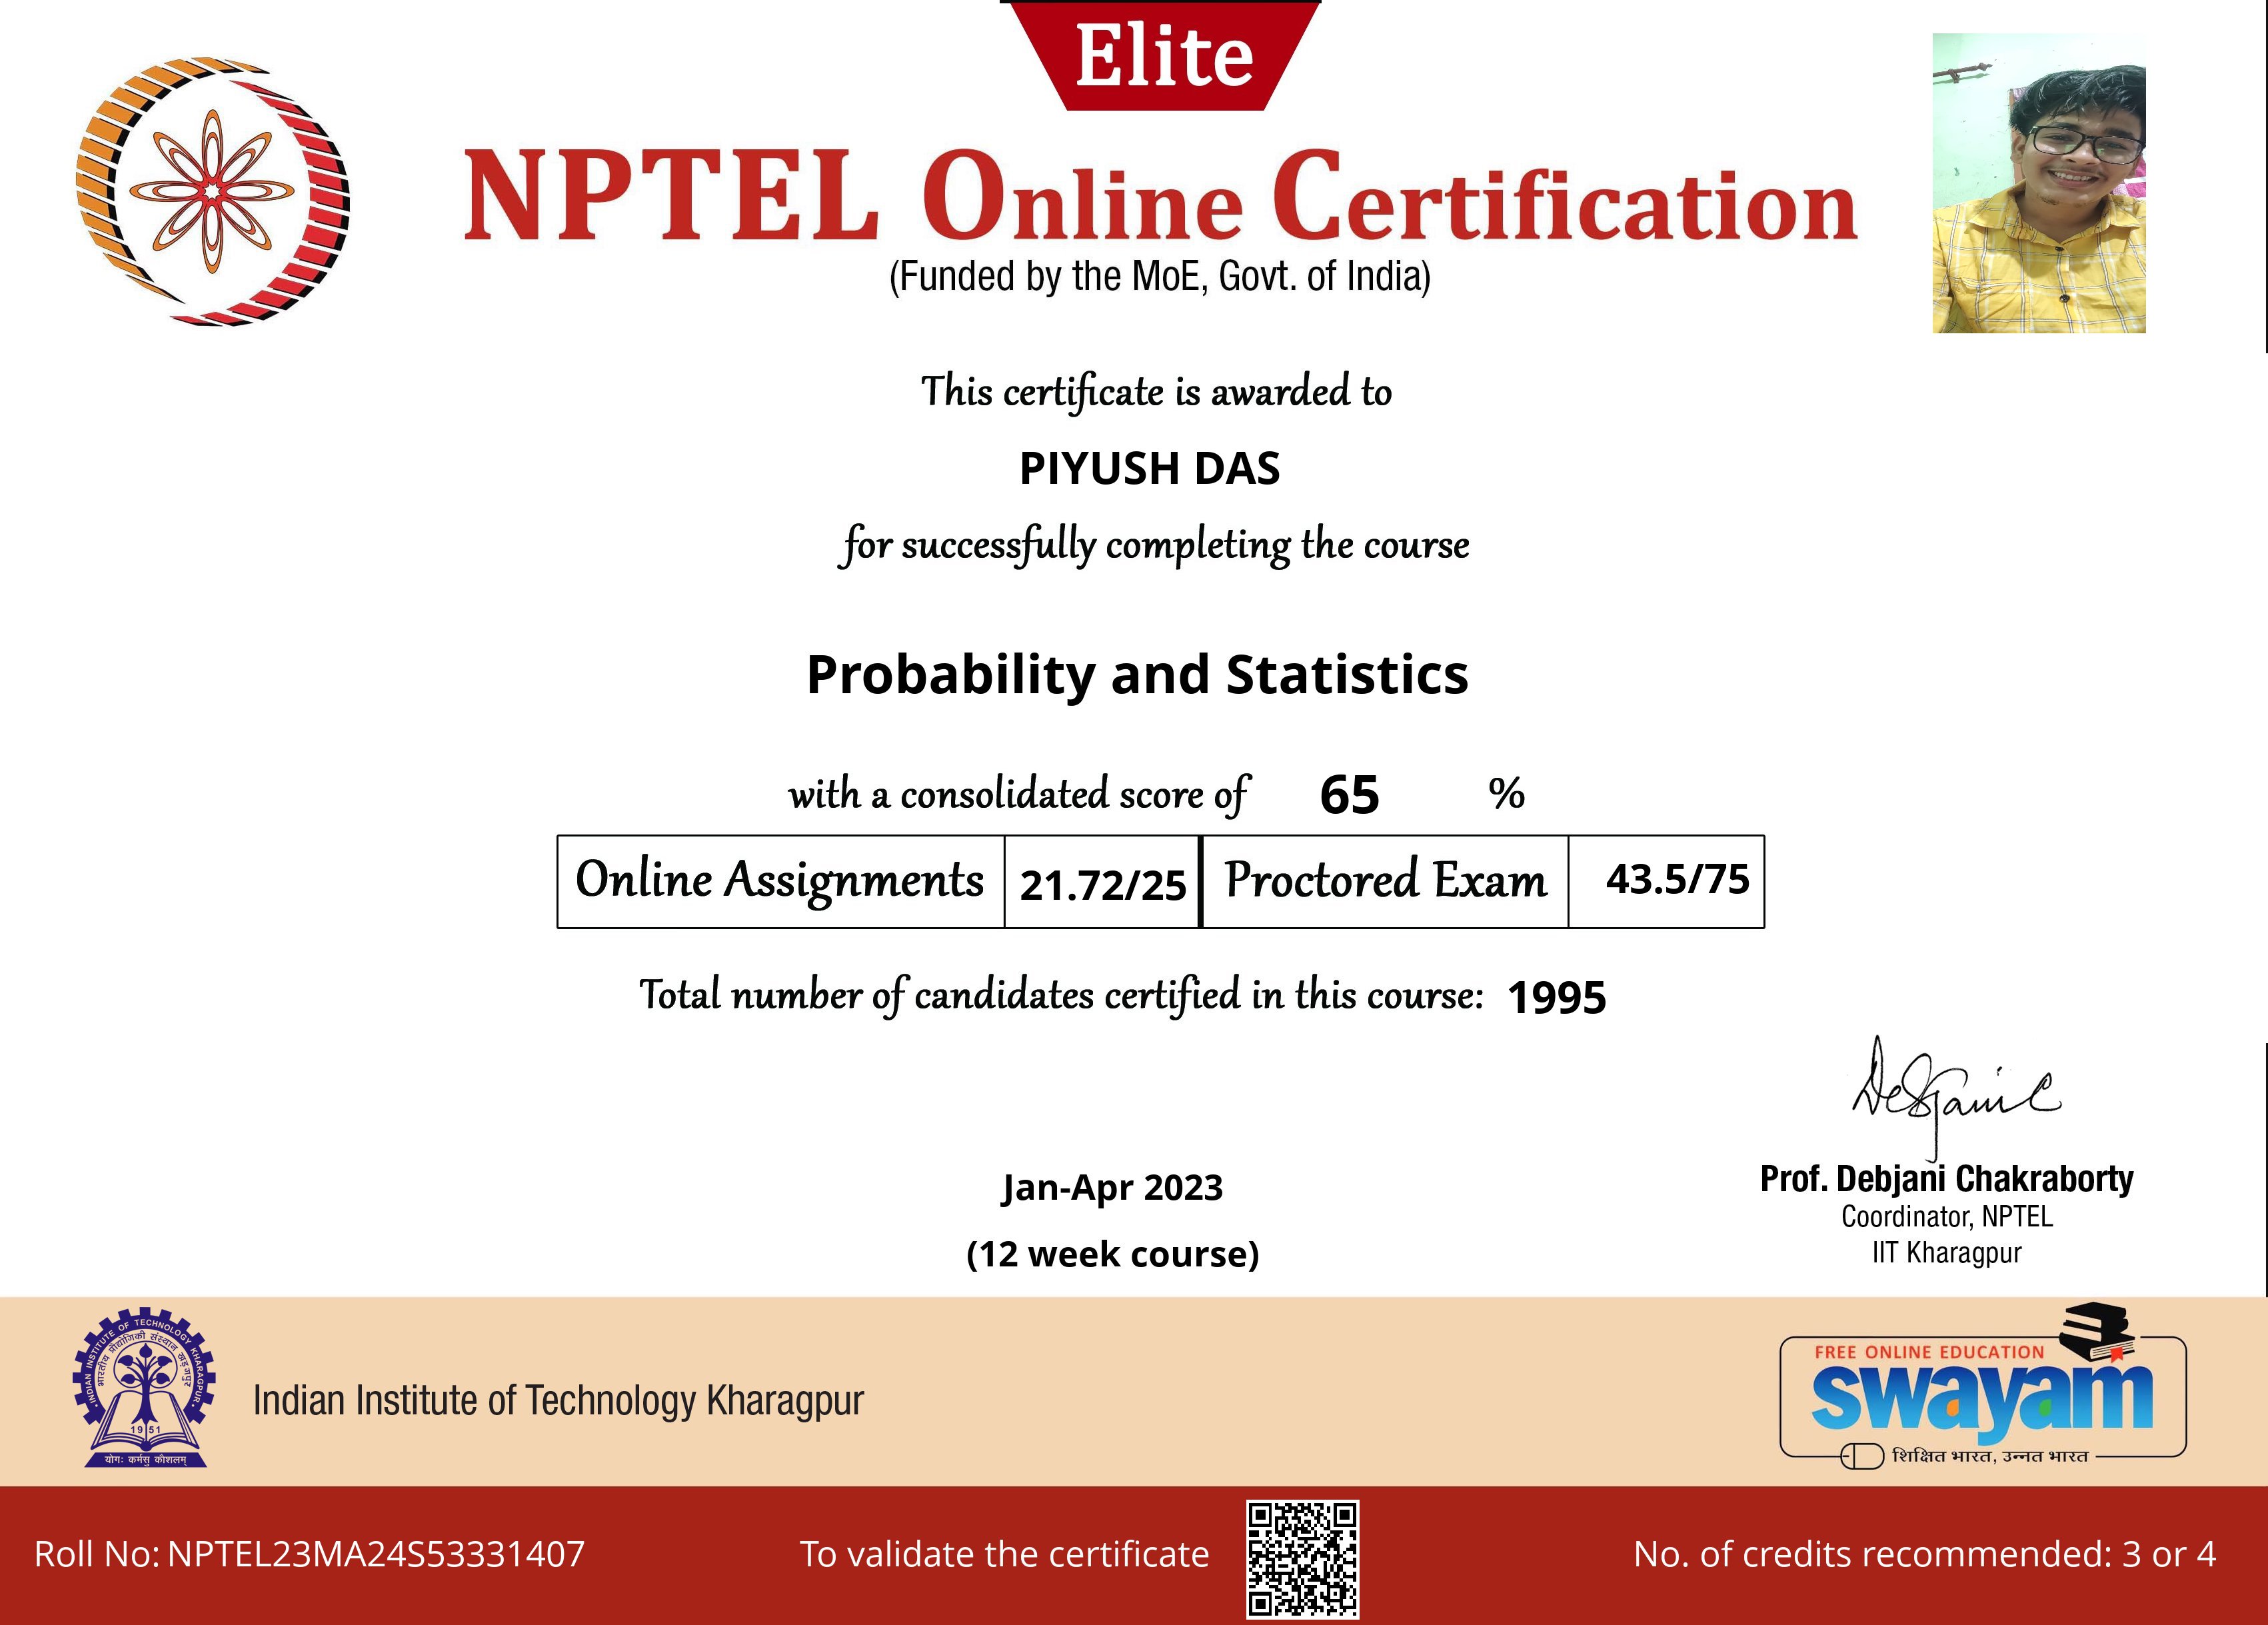 Elite
NPTEL Online Certification
(Funded by the MoE, Govt. of India)
This certificate is awarded to
PIYUSH DAS
for successfully completing the course
Probability and Statistics
with a consolidated score of 65 %
Online Assignments 21.72/25 Proctored Exam 43.5/75
Total number of candidates certified in this course: 1995
Debjani C
Prof. Debjani Chakraborty
Coordinator, NPTEL
IIT Kharagpur
Jan-Apr 2023
(12 week course)
INDIAN INSTITUTE OF TECHNOLOGY KHARAGPUR
भारतीय प्रौद्योगिकी संस्थान खड़गपुर
1951
योगः कर्मसु कौशलम्
Indian Institute of Technology Kharagpur
FREE ONLINE EDUCATION
swayam
शिक्षित भारत, उन्नत भारत
Roll No: NPTEL23MA24S53331407
To validate the certificate
No. of credits recommended: 3 or 4